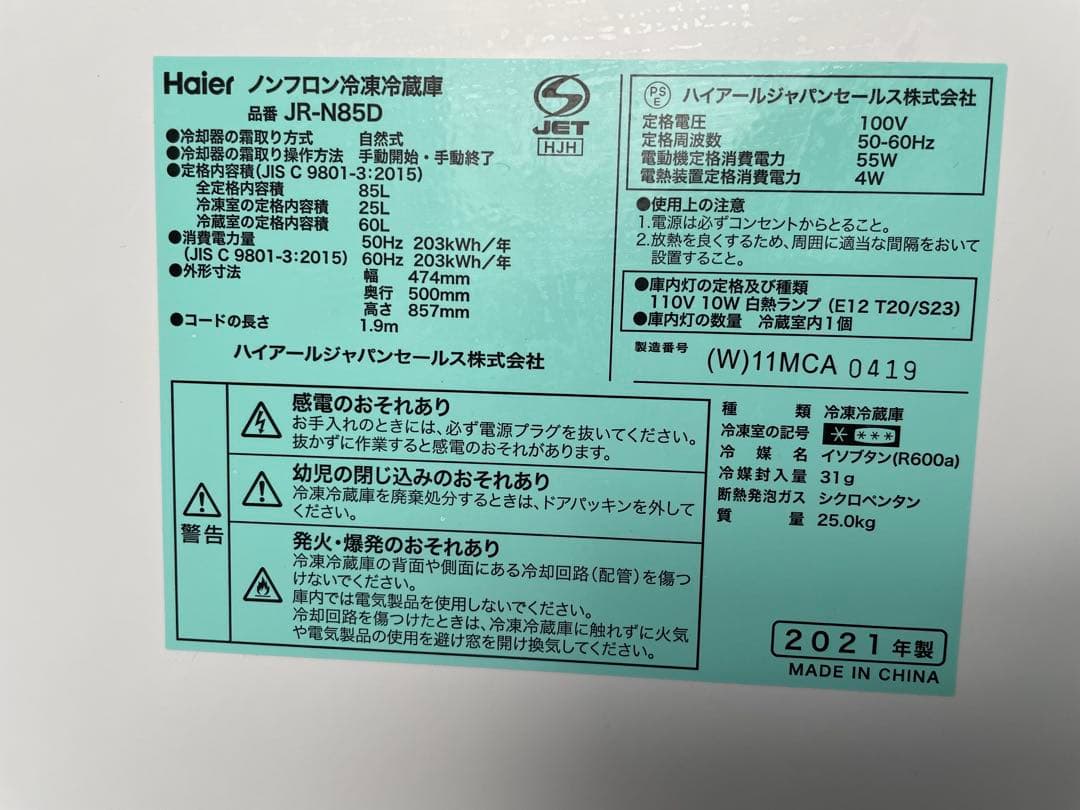 Haier ノンフロン冷凍冷蔵庫
品番 JR-N85D
●冷却器の霜取り方式 自然式
●冷却器の霜取り操作方法 手動開始・手動終了
●定格内容積(JIS C 9801-3:2015)
全定格内容積 85L
冷凍室の定格内容積 25L
冷蔵室の定格内容積 60L
●消費電力量 50Hz 203kWh/年
(JIS C 9801-3:2015) 60Hz 203kWh/年
●外形寸法 幅 474mm
奥行 500mm
高さ 857mm
●コードの長さ 1.9m
ハイアールジャパンセールス株式会社
JET
HJH
PSE ハイアールジャパンセールス株式会社
定格電圧 100V
定格周波数 50-60Hz
電動機定格消費電力 55W
電熱装置定格消費電力 4W
●使用上の注意
1.電源は必ずコンセントからとること。
2.放熱を良くするため、周囲に適当な間隔をおいて
設置すること。
●庫内灯の定格及び種類
110V 10W 白熱ランプ (E12 T20/S23)
●庫内灯の数量 冷蔵室内1個
製造番号 (W)11MCA 0419
警告
感電のおそれあり
お手入れのときには、必ず電源プラグを抜いてください。
抜かずに作業すると感電のおそれがあります。
幼児の閉じ込みのおそれあり
冷凍冷蔵庫を廃棄処分するときは、ドアパッキンを外して
ください。
発火・爆発のおそれあり
冷凍冷蔵庫の背面や側面にある冷却回路(配管)を傷つ
けないでください。
庫内では電気製品を使用しないでください。
冷却回路を傷つけたときは、冷凍冷蔵庫に触れずに火気
や電気製品の使用を避け窓を開け換気してください。
種類 冷凍冷蔵庫
冷凍室の記号
冷媒名 イソブタン(R600a)
冷媒封入量 31g
断熱発泡ガス シクロペンタン
質量 25.0kg
2021年製
MADE IN CHINA